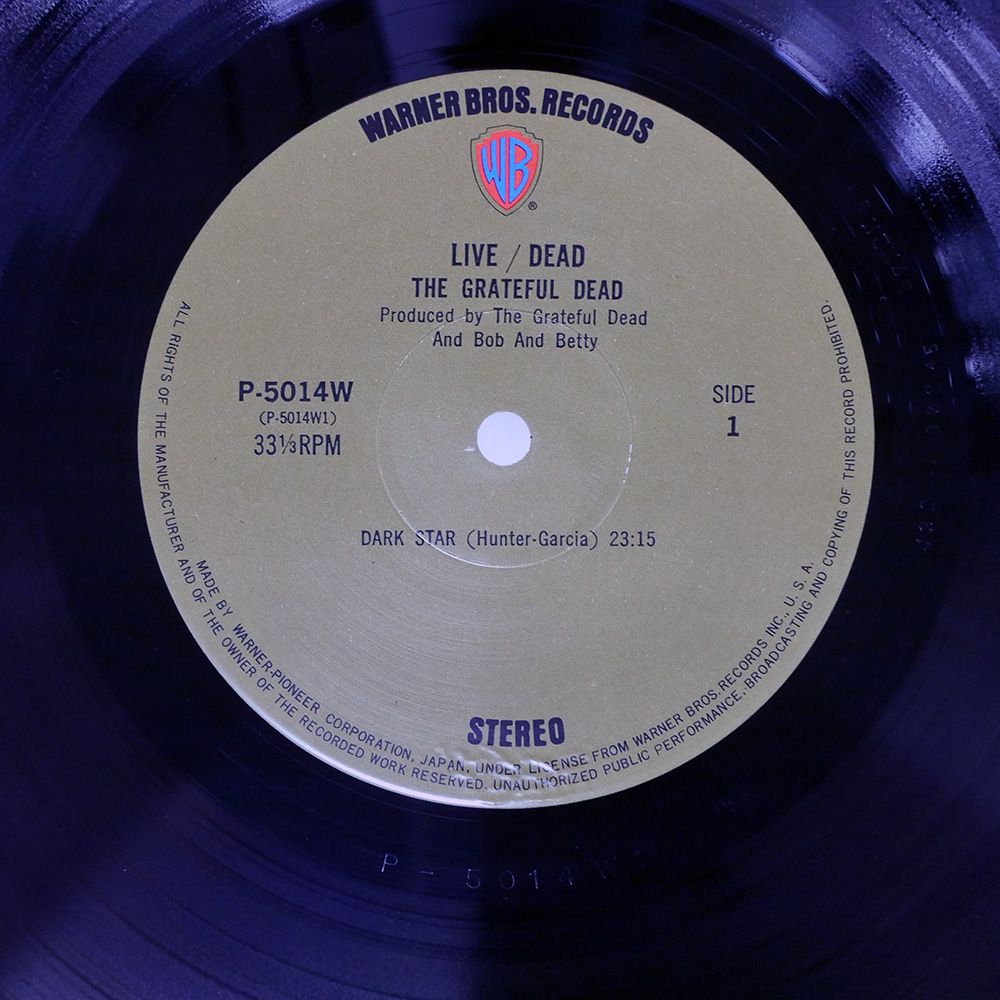 WARNER BROS. RECORDS
WB
®
LIVE / DEAD
THE GRATEFUL DEAD
Produced by The Grateful Dead
And Bob And Betty
P-5014W
(P-5014W1)
33⅓RPM
SIDE
1
DARK STAR (Hunter-Garcia) 23:15
STEREO
MADE BY WARNER-PIONEER CORPORATION, JAPAN, UNDER LICENSE FROM WARNER BROS. RECORDS INC., U. S. A.
ALL RIGHTS OF THE MANUFACTURER AND OF THE OWNER OF THE RECORDED WORK RESERVED. UNAUTHORIZED PUBLIC PERFORMANCE, BROADCASTING AND COPYING OF THIS RECORD PROHIBITED.
P-5014W1